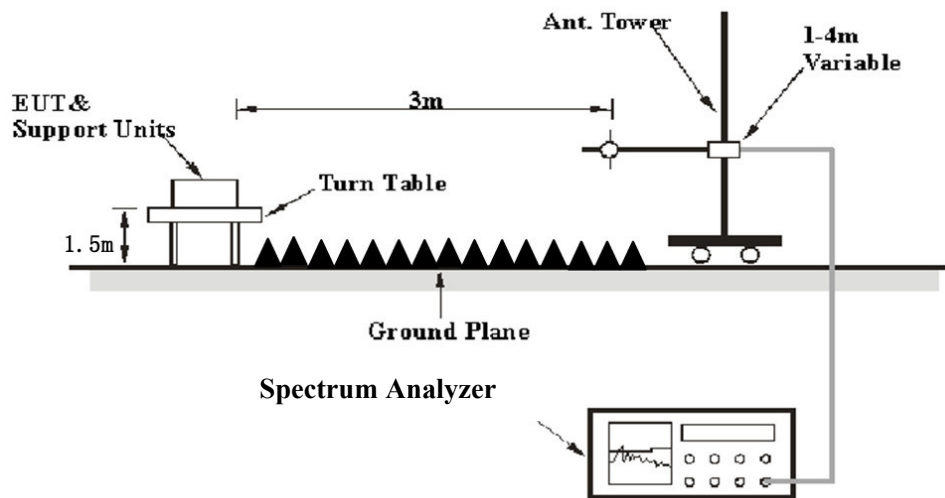 Ant. Tower
1-4m
Variable
3m
EUT&
Support Units
Turn Table
1.5m
Ground Plane
Spectrum Analyzer